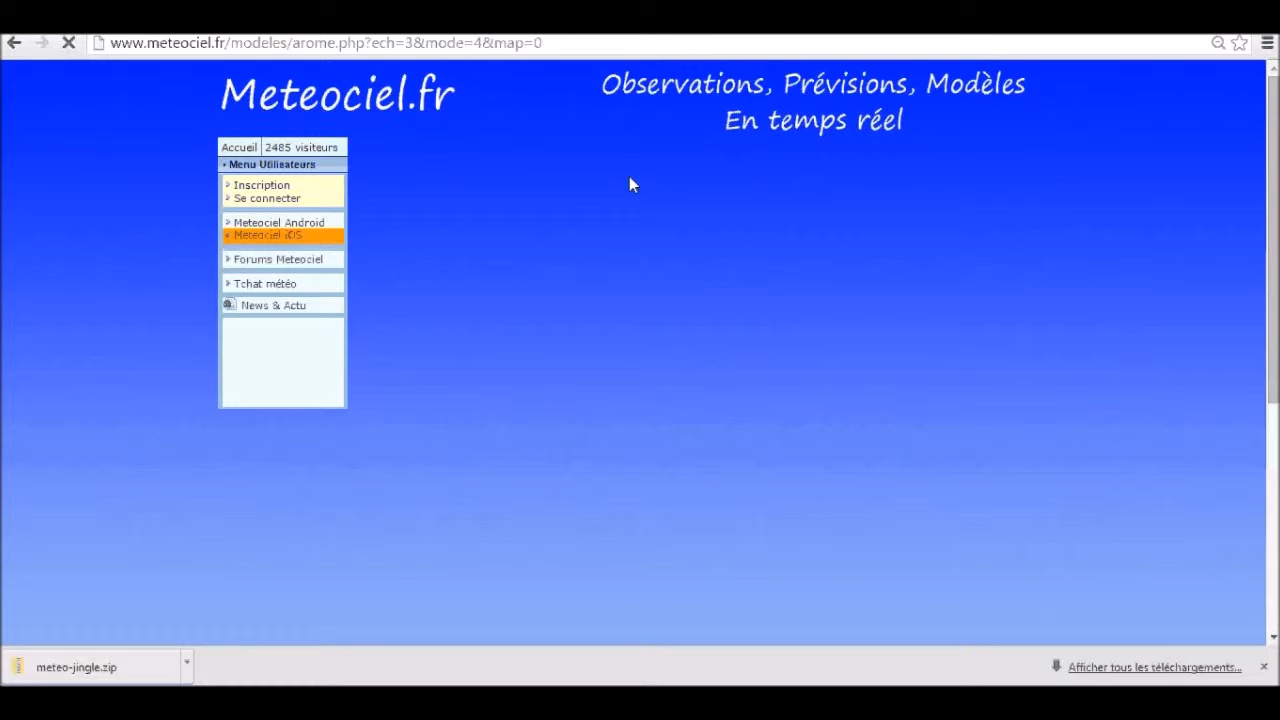 www.meteociel.fr/modeles/arome.php?ech=3&mode=4&map=0
Meteociel.fr
Observations, Prévisions, Modèles
En temps réel
Accueil 2485 visiteurs
Menu Utilisateurs
Inscription
Se connecter
Meteociel Android
Meteociel iOS
Forums Meteociel
Tchat météo
News & Actu
meteo-jingle.zip
Afficher tous les téléchargements...